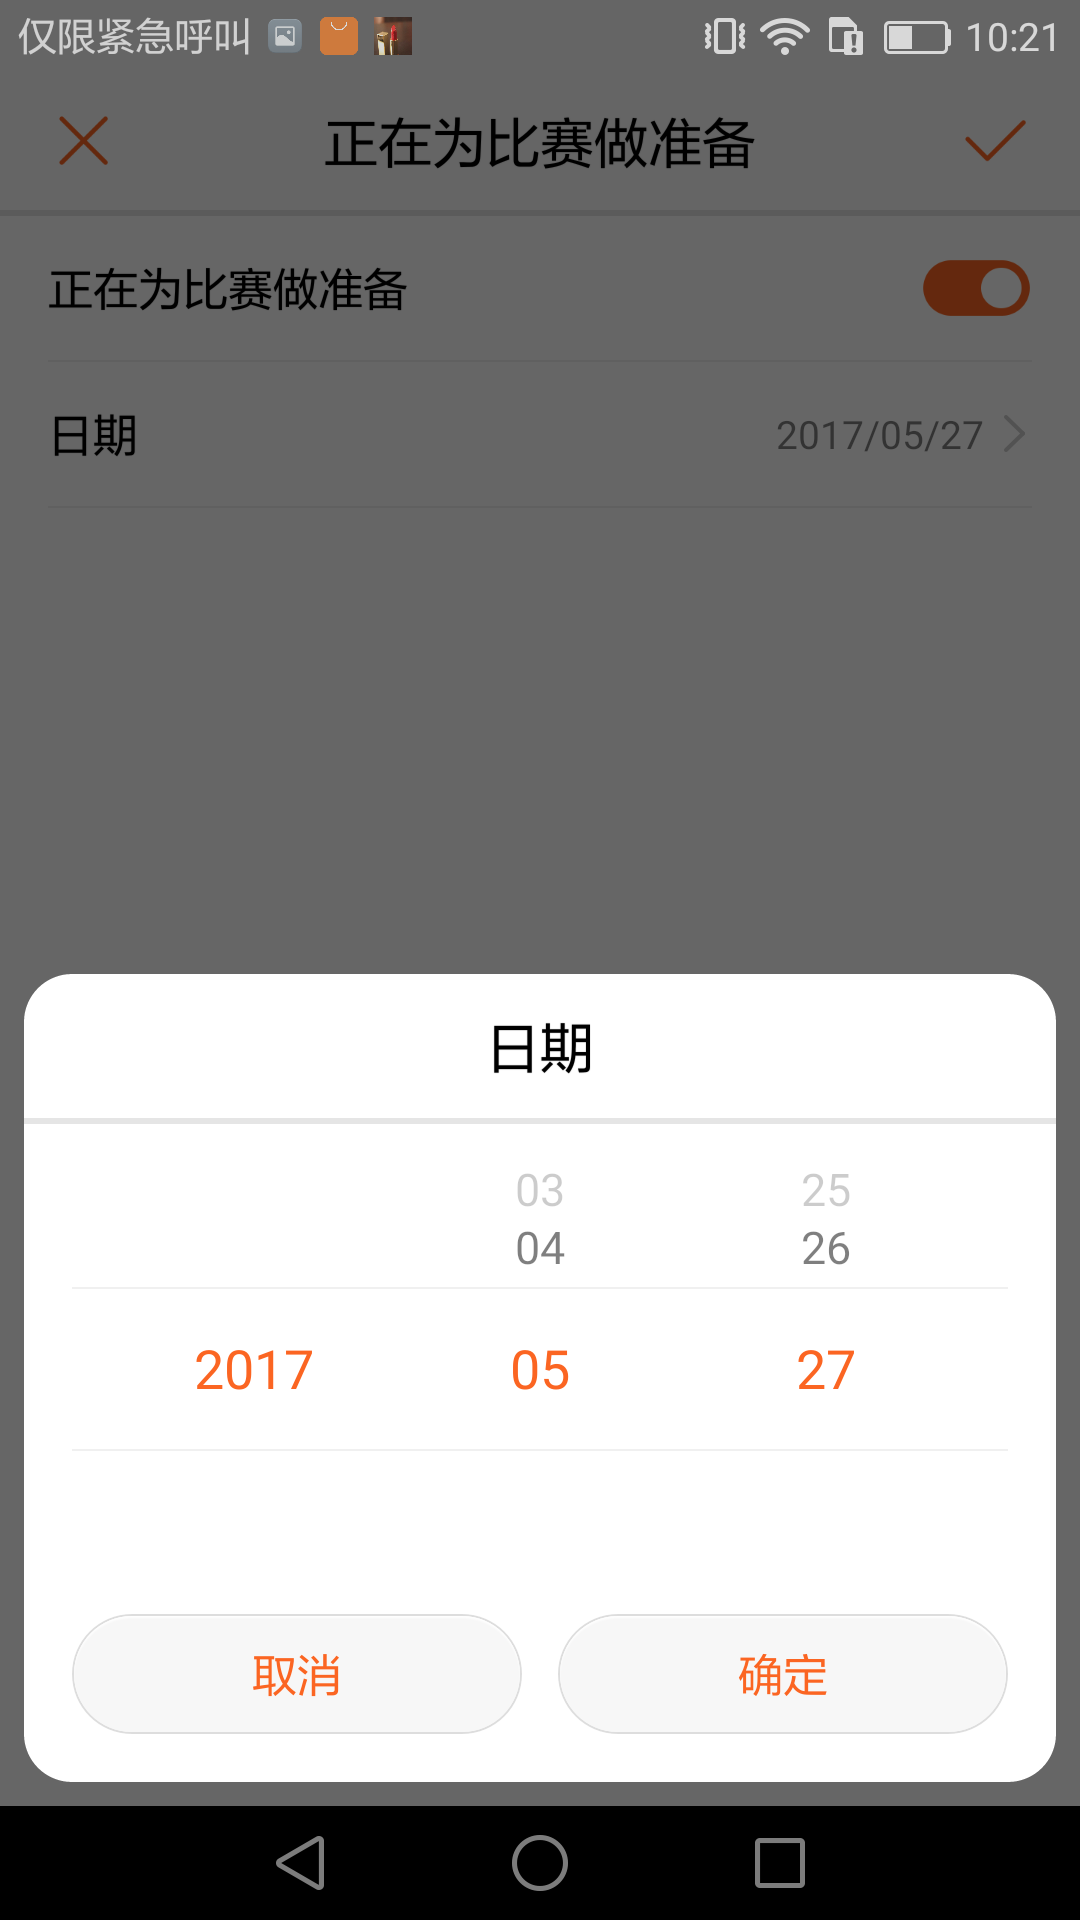 仅限紧急呼叫 10:21
正在为比赛做准备
正在为比赛做准备
日期 2017/05/27
日期
03 25
04 26
2017 05 27
取消 确定